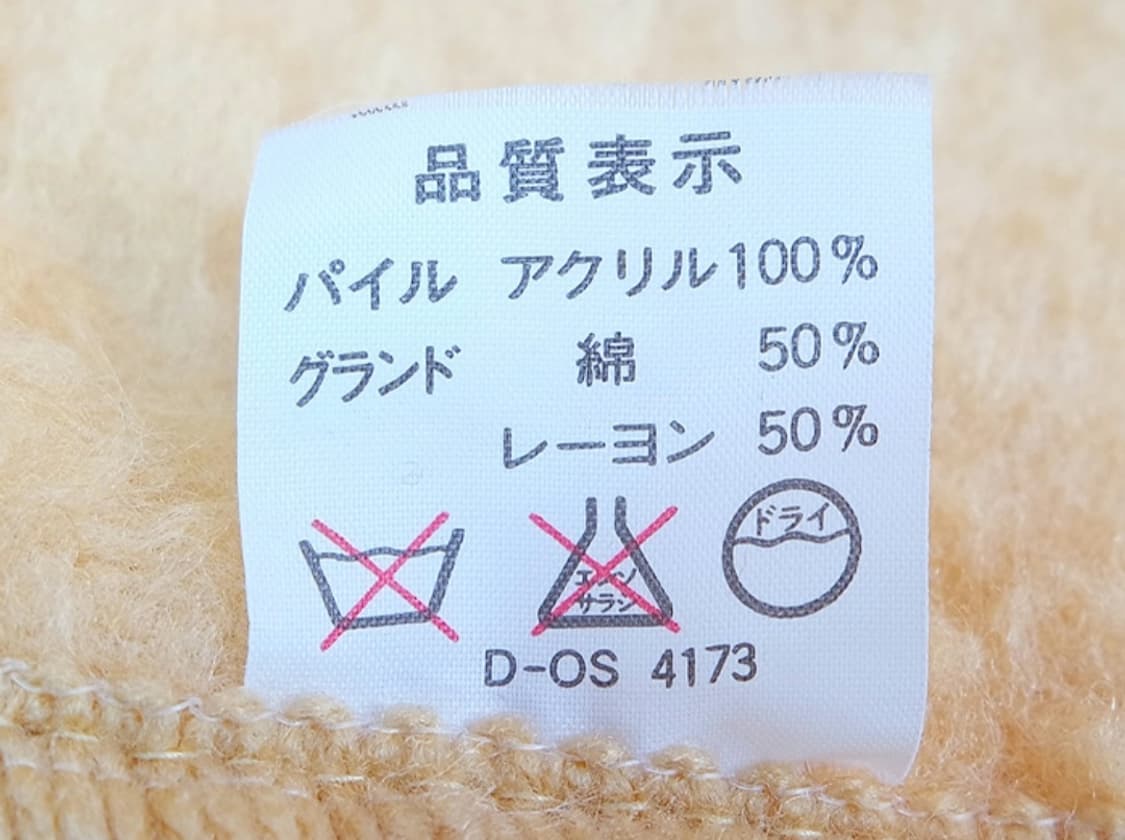 品質表示
パイル アクリル100%
グランド 綿 50%
レーヨン 50%
ドライ
エンソ
サラシ
D-OS 4173